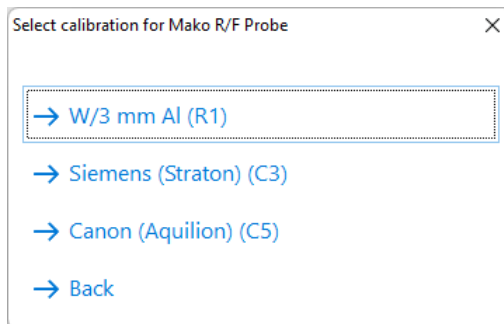 Select calibration for Mako R/F Probe
W/3 mm Al (R1)
Siemens (Straton) (C3)
Canon (Aquilion) (C5)
Back